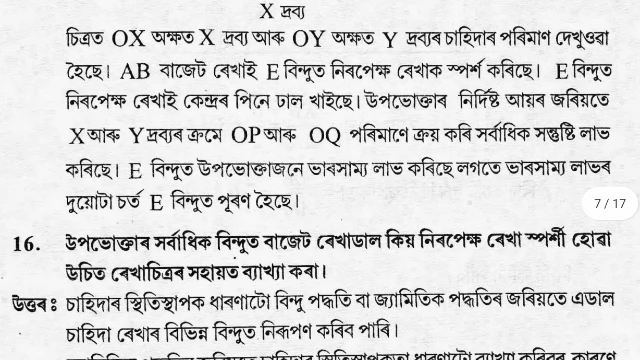 X দ্ৰব্য
চিত্ৰত OX অক্ষত X দ্ৰব্য আৰু OY অক্ষত Y দ্ৰব্যৰ চাহিদাৰ পৰিমাণ দেখুওৱা
হৈছে। AB বাজেট ৰেখাই E বিন্দুত নিৰপেক্ষ ৰেখাক স্পৰ্শ কৰিছে। E বিন্দুত
নিৰপেক্ষ ৰেখাই কেন্দ্ৰৰ পিনে ঢাল খাইছে। উপভোক্তাৰ নিৰ্দিষ্ট আয়ৰ জৰিয়তে
X আৰু Y দ্ৰব্যৰ ক্ৰমে OP আৰু OQ পৰিমাণে ক্ৰয় কৰি সৰ্বাধিক সন্তুষ্টি লাভ
কৰিছে। E বিন্দুত উপভোক্তাজনে ভাৰসাম্য লাভ কৰিছে লগতে ভাৰসাম্য লাভৰ
দুয়োটা চৰ্ত E বিন্দুত পূৰণ হৈছে।
7 / 17
16. উপভোক্তাৰ সৰ্বাধিক বিন্দুত বাজেট ৰেখাডাল কিয় নিৰপেক্ষ ৰেখা স্পৰ্শী হোৱা
উচিত ৰেখাচিত্ৰৰ সহায়ত ব্যাখ্যা কৰা।
উত্তৰঃ চাহিদাৰ স্থিতিস্থাপক ধাৰণাটো বিন্দু পদ্ধতি বা জ্যামিতিক পদ্ধতিৰ জৰিয়তে এডাল
চাহিদা ৰেখাৰ বিভিন্ন বিন্দুত নিৰূপণ কৰিব পাৰি।